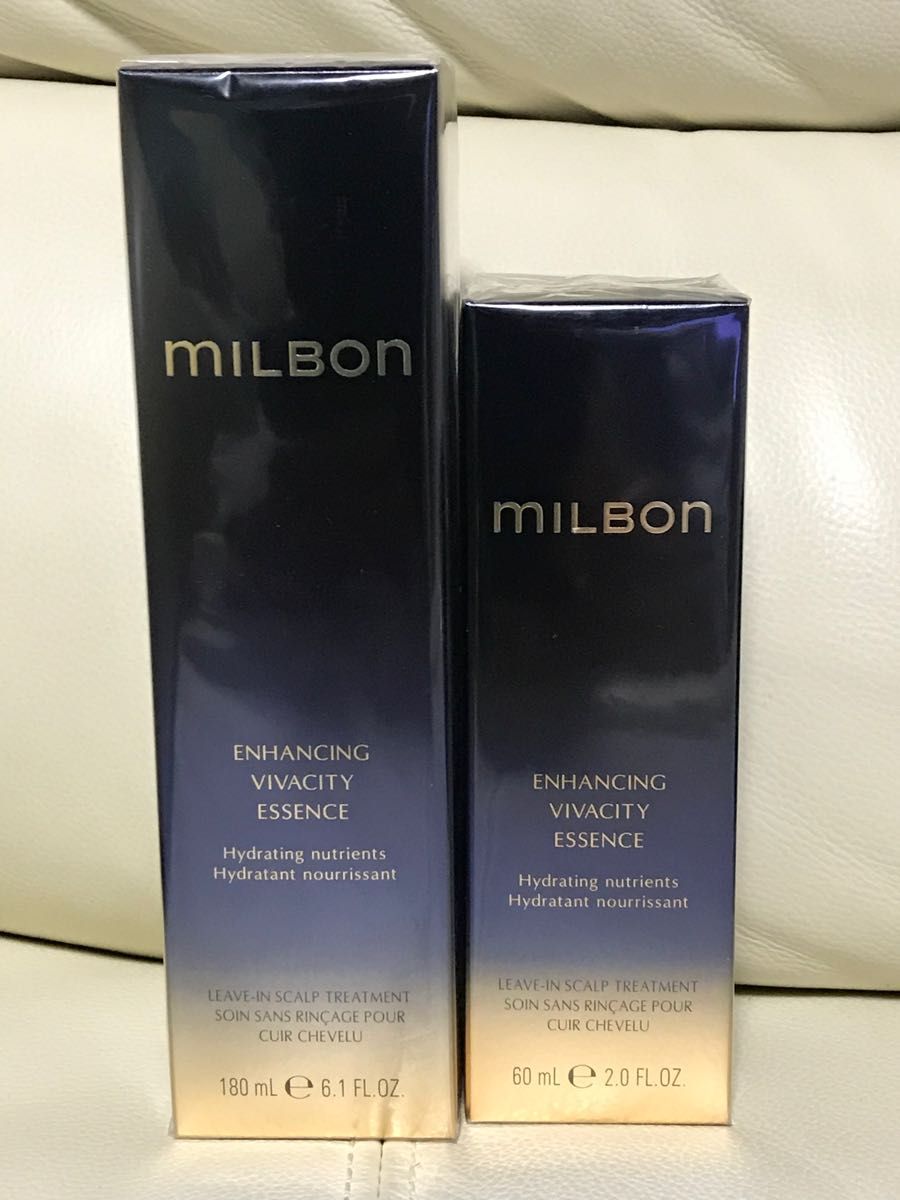 milbon
ENHANCING
VIVACITY
ESSENCE
Hydrating nutrients
Hydratant nourrissant
LEAVE-IN SCALP TREATMENT
SOIN SANS RINÇAGE POUR
CUIR CHEVELU
180 mL ℮ 6.1 FL.OZ.
milbon
ENHANCING
VIVACITY
ESSENCE
Hydrating nutrients
Hydratant nourrissant
LEAVE-IN SCALP TREATMENT
SOIN SANS RINÇAGE POUR
CUIR CHEVELU
60 mL ℮ 2.0 FL.OZ.